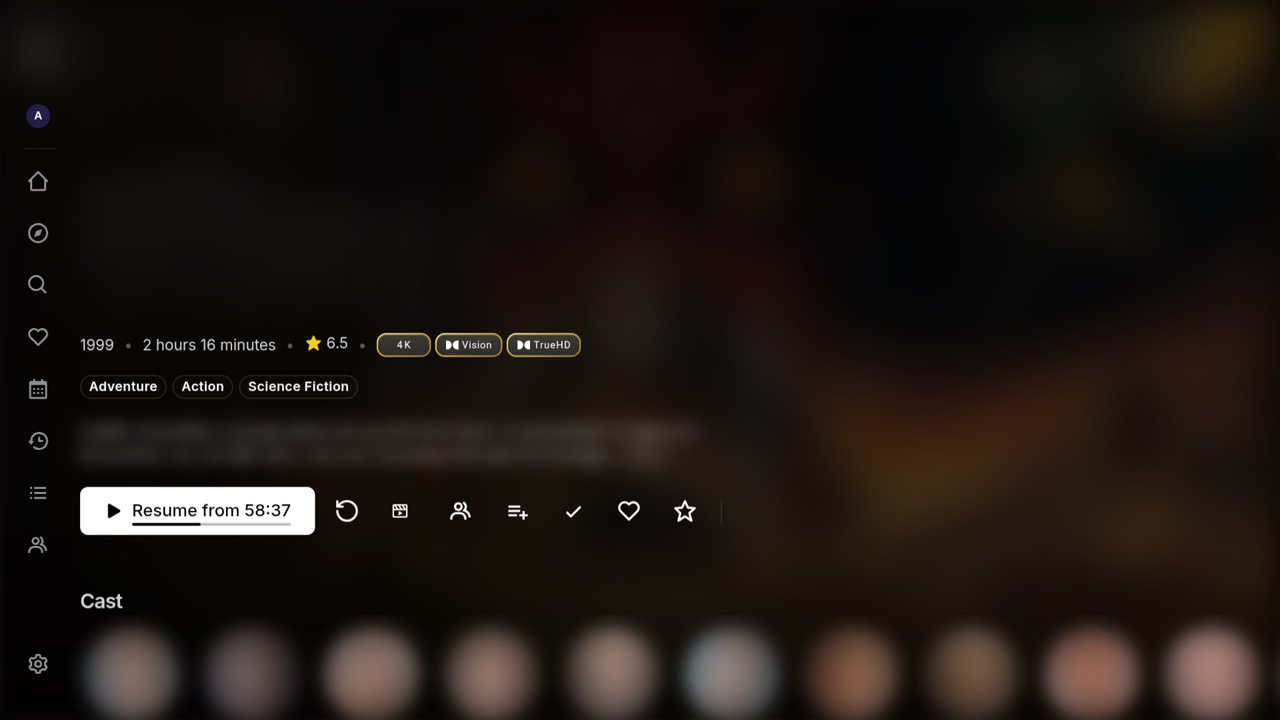 A
1999 • 2 hours 16 minutes • 6.5 • 4K Vision TrueHD
Adventure Action Science Fiction
Resume from 58:37
Cast